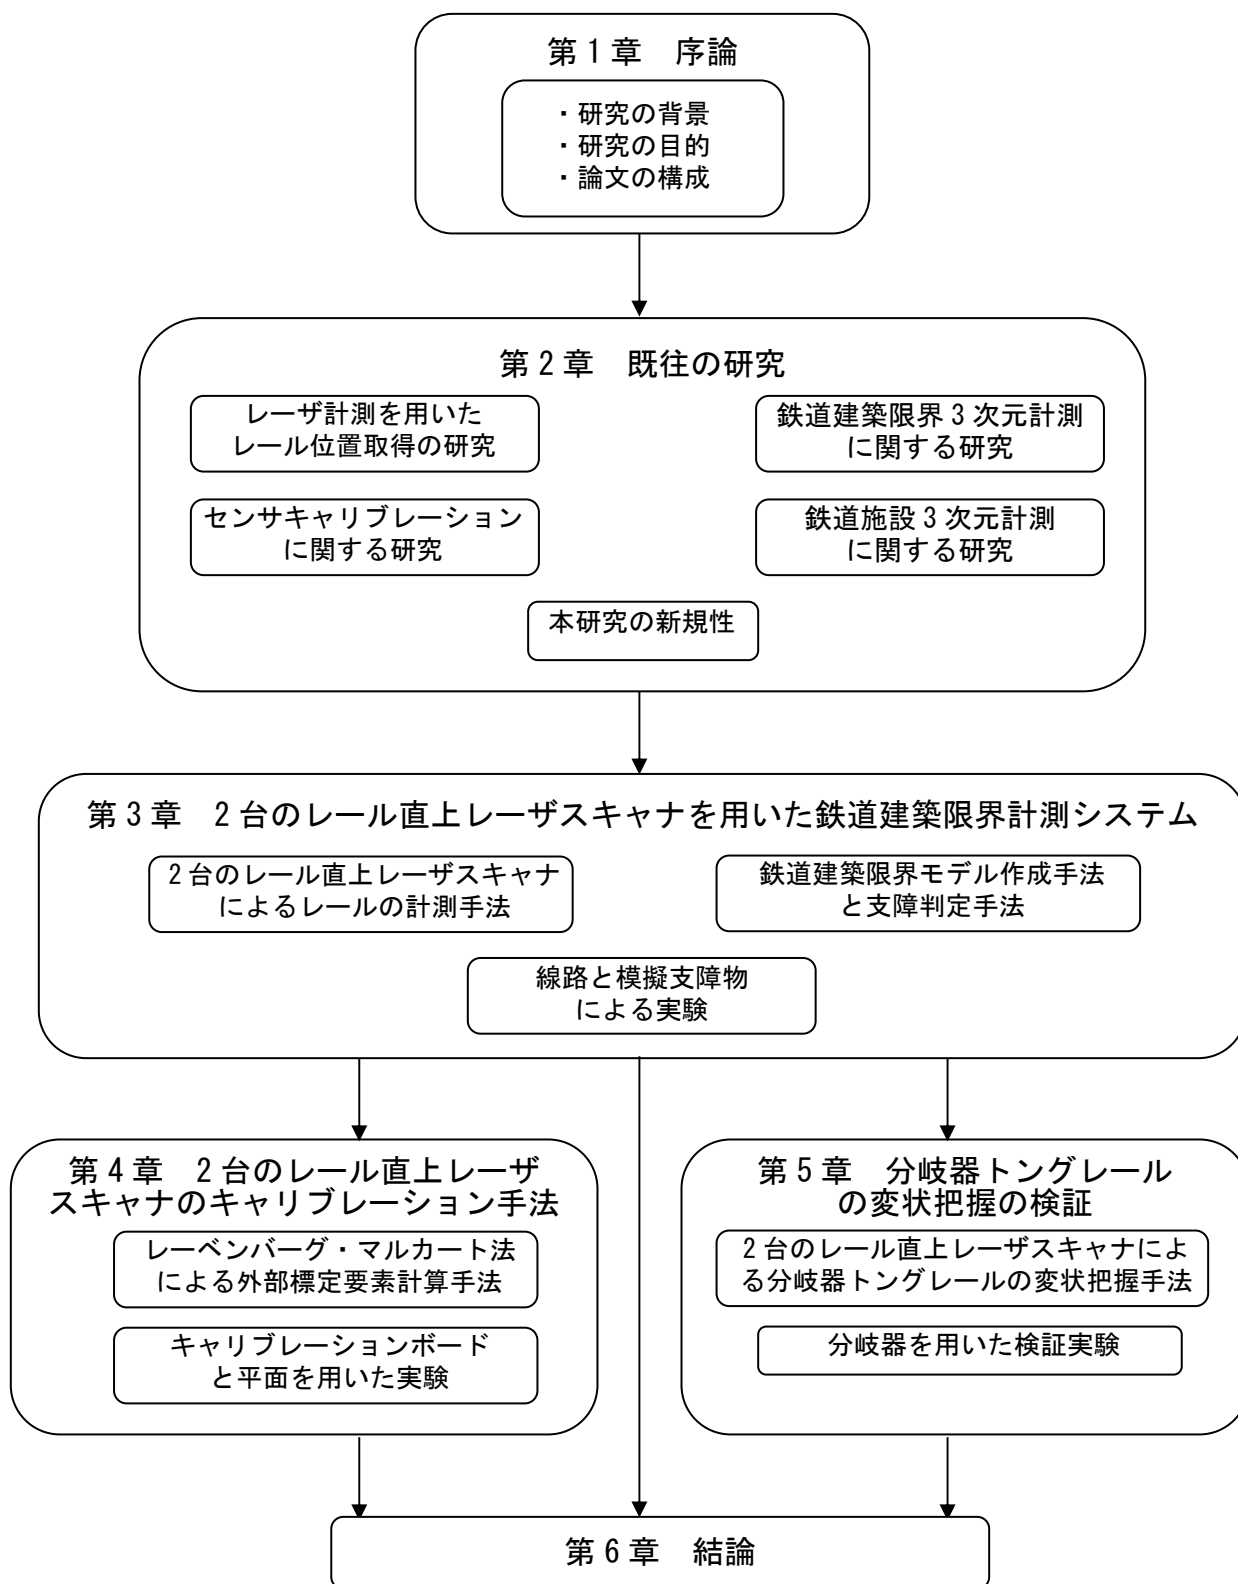 第1章　序論
・研究の背景
・研究の目的
・論文の構成
第2章　既往の研究
レーザ計測を用いた
レール位置取得の研究
鉄道建築限界3次元計測
に関する研究
センサキャリブレーション
に関する研究
鉄道施設3次元計測
に関する研究
本研究の新規性
第3章　2台のレール直上レーザスキャナを用いた鉄道建築限界計測システム
2台のレール直上レーザスキャナ
によるレールの計測手法
鉄道建築限界モデル作成手法
と支障判定手法
線路と模擬支障物
による実験
第4章　2台のレール直上レーザ
スキャナのキャリブレーション手法
レーベンバーグ・マルカート法
による外部標定要素計算手法
キャリブレーションボード
と平面を用いた実験
第5章　分岐器トングレール
の変状把握の検証
2台のレール直上レーザスキャナによ
る分岐器トングレールの変状把握手法
分岐器を用いた検証実験
第6章　結論